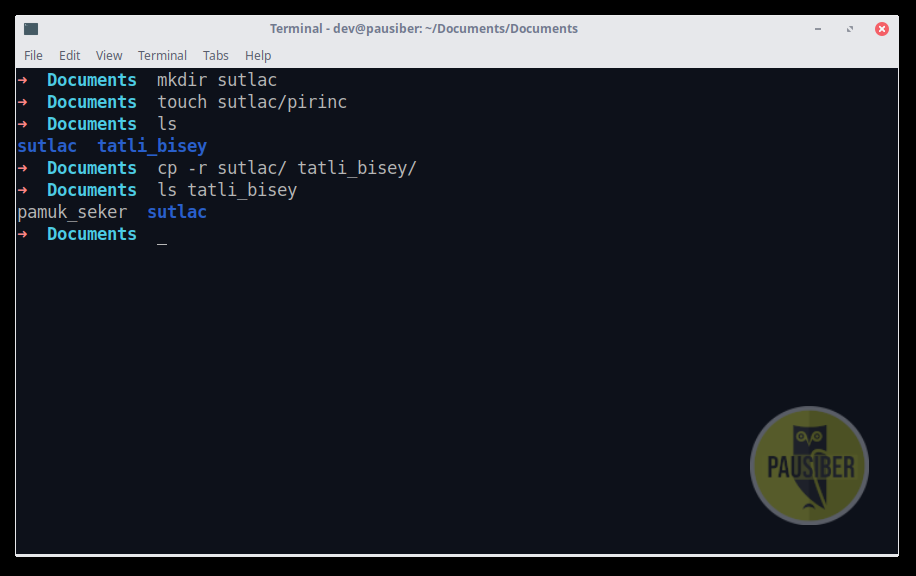 Terminal - dev@pausiber: ~/Documents/Documents
File Edit View Terminal Tabs Help
➜ Documents mkdir sutlac
➜ Documents touch sutlac/pirinc
➜ Documents ls
sutlac tatli_bisey
➜ Documents cp -r sutlac/ tatli_bisey/
➜ Documents ls tatli_bisey
pamuk_seker sutlac
➜ Documents _
PAUSIBER